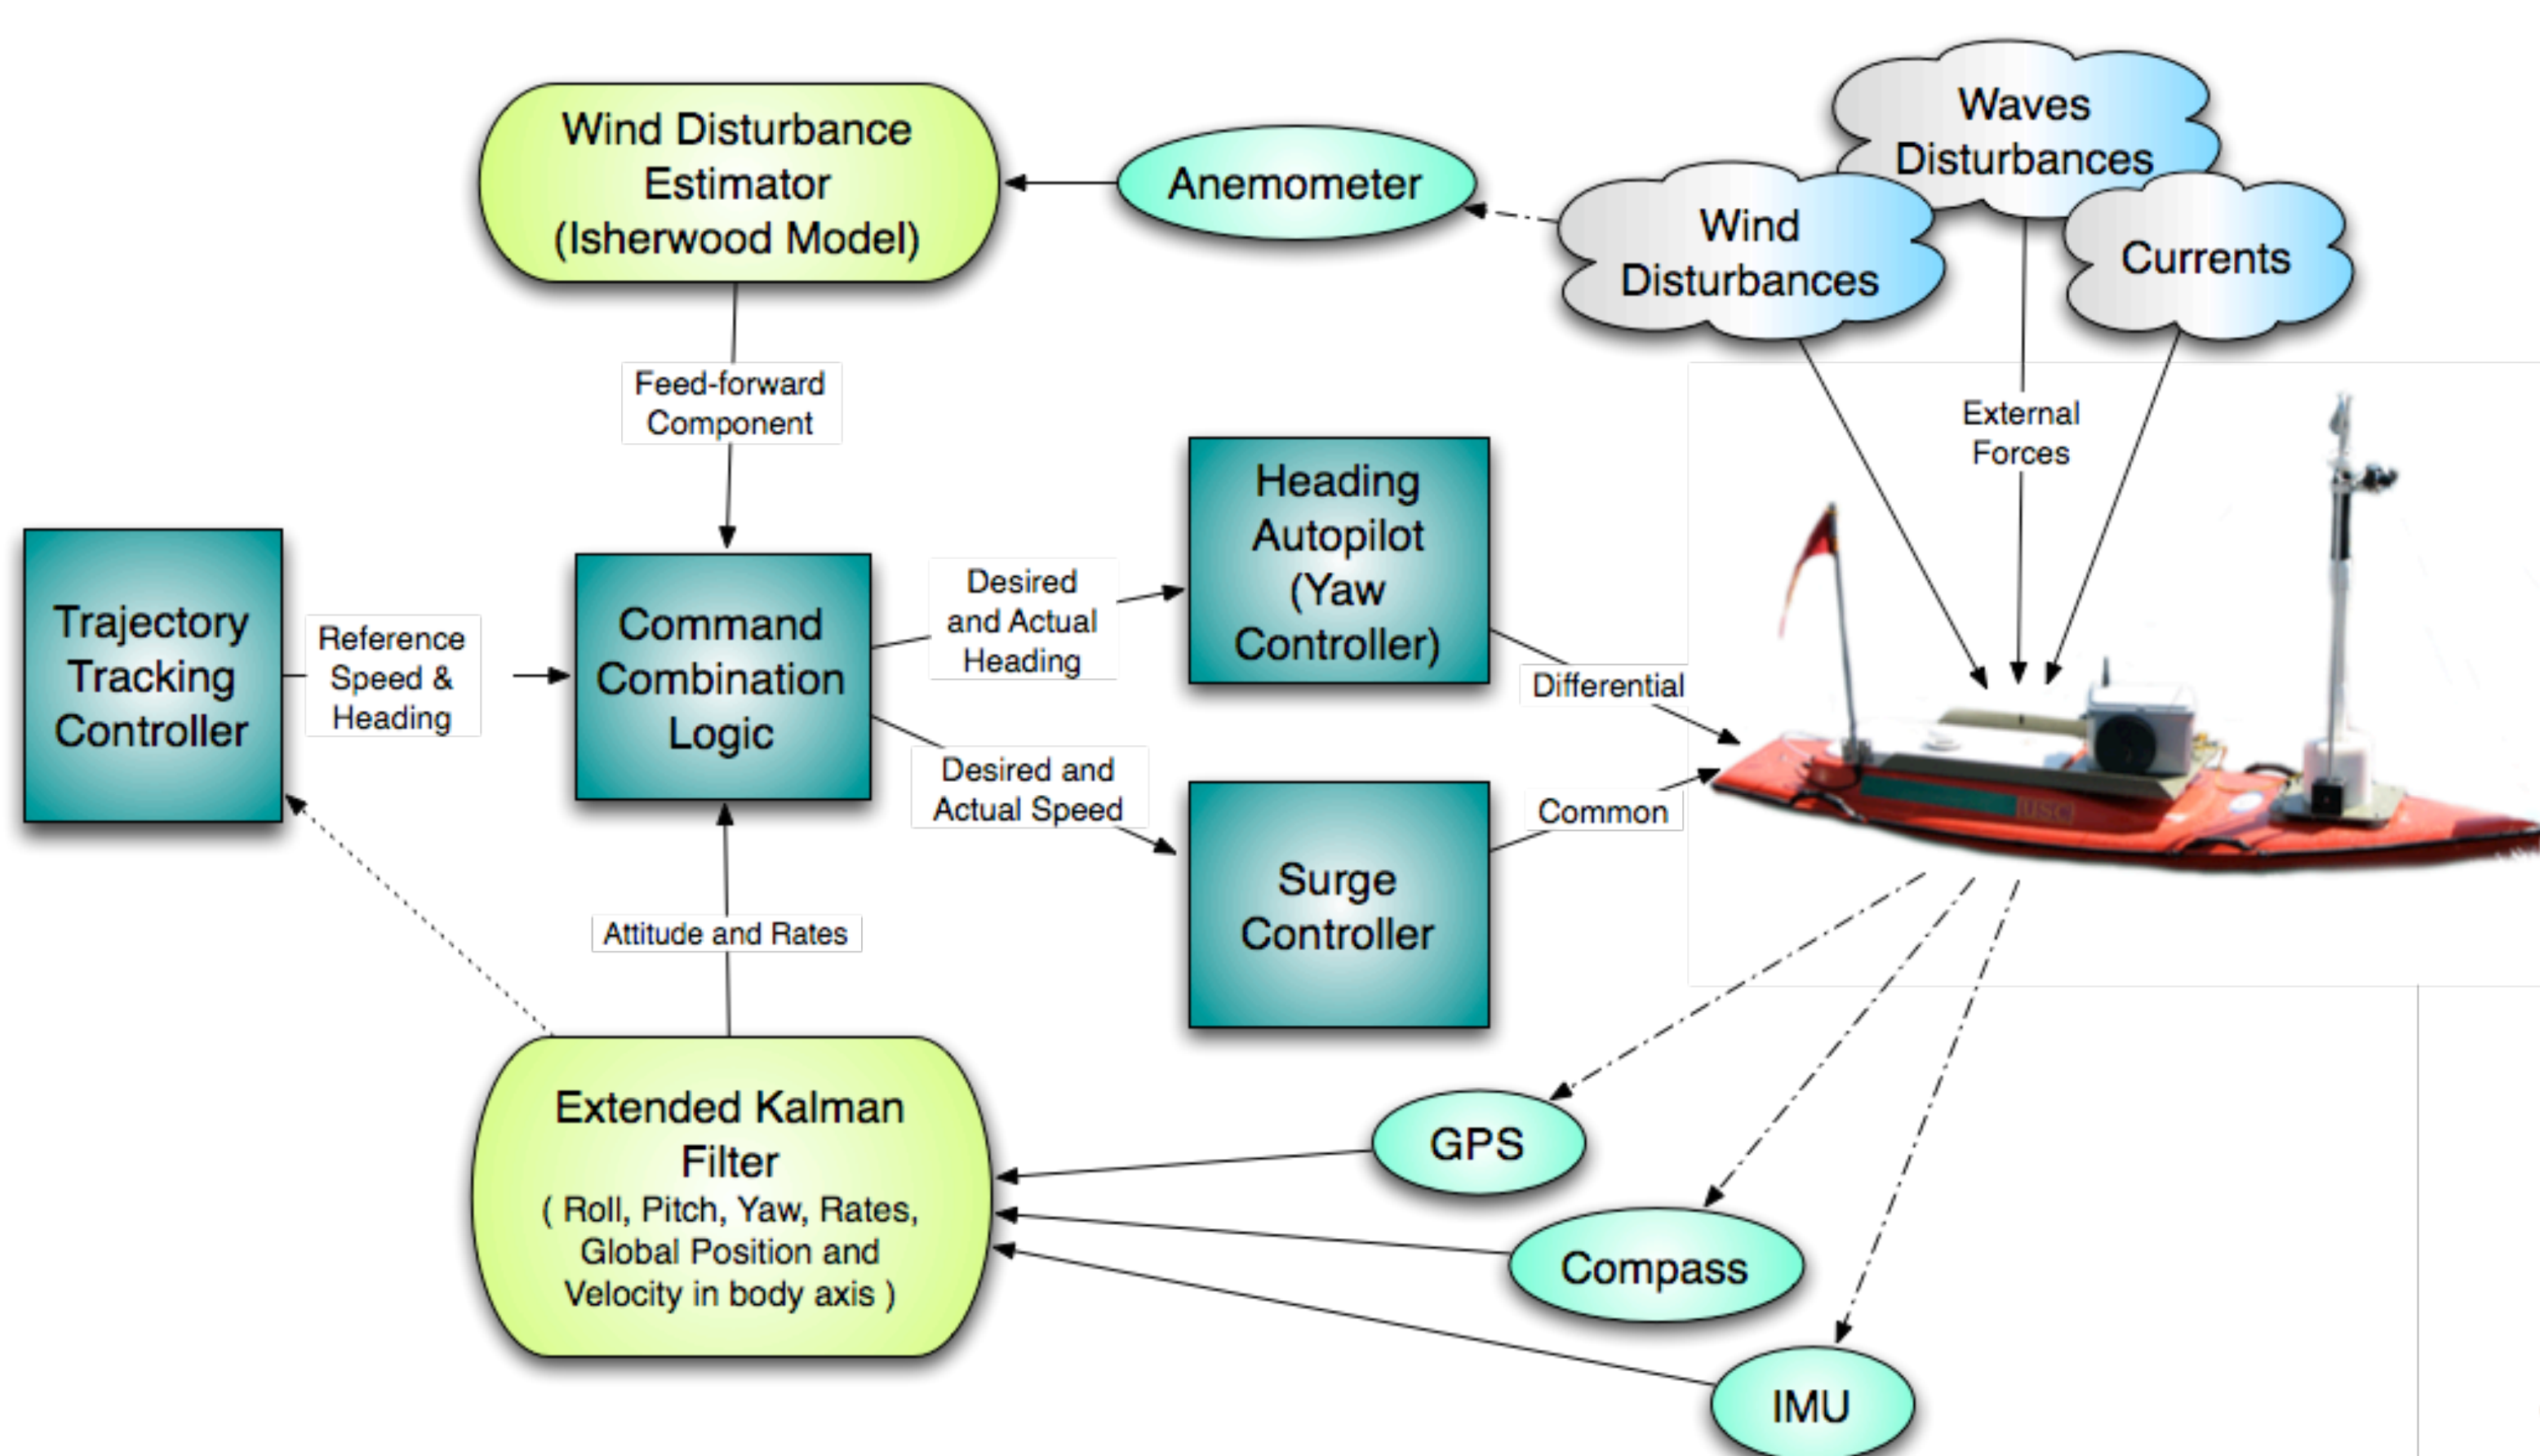 Waves
Disturbances
Wind Disturbance
Estimator
(Isherwood Model)
Anemometer
Wind
Disturbances
Currents
Feed-forward
Component
External
Forces
Heading
Autopilot
(Yaw
Controller)
Trajectory
Tracking
Controller
Reference
Speed &
Heading
Command
Combination
Logic
Desired
and Actual
Heading
Differential
Desired and
Actual Speed
Common
USC
Surge
Controller
Attitude and Rates
Extended Kalman
Filter
( Roll, Pitch, Yaw, Rates,
Global Position and
Velocity in body axis )
GPS
Compass
IMU